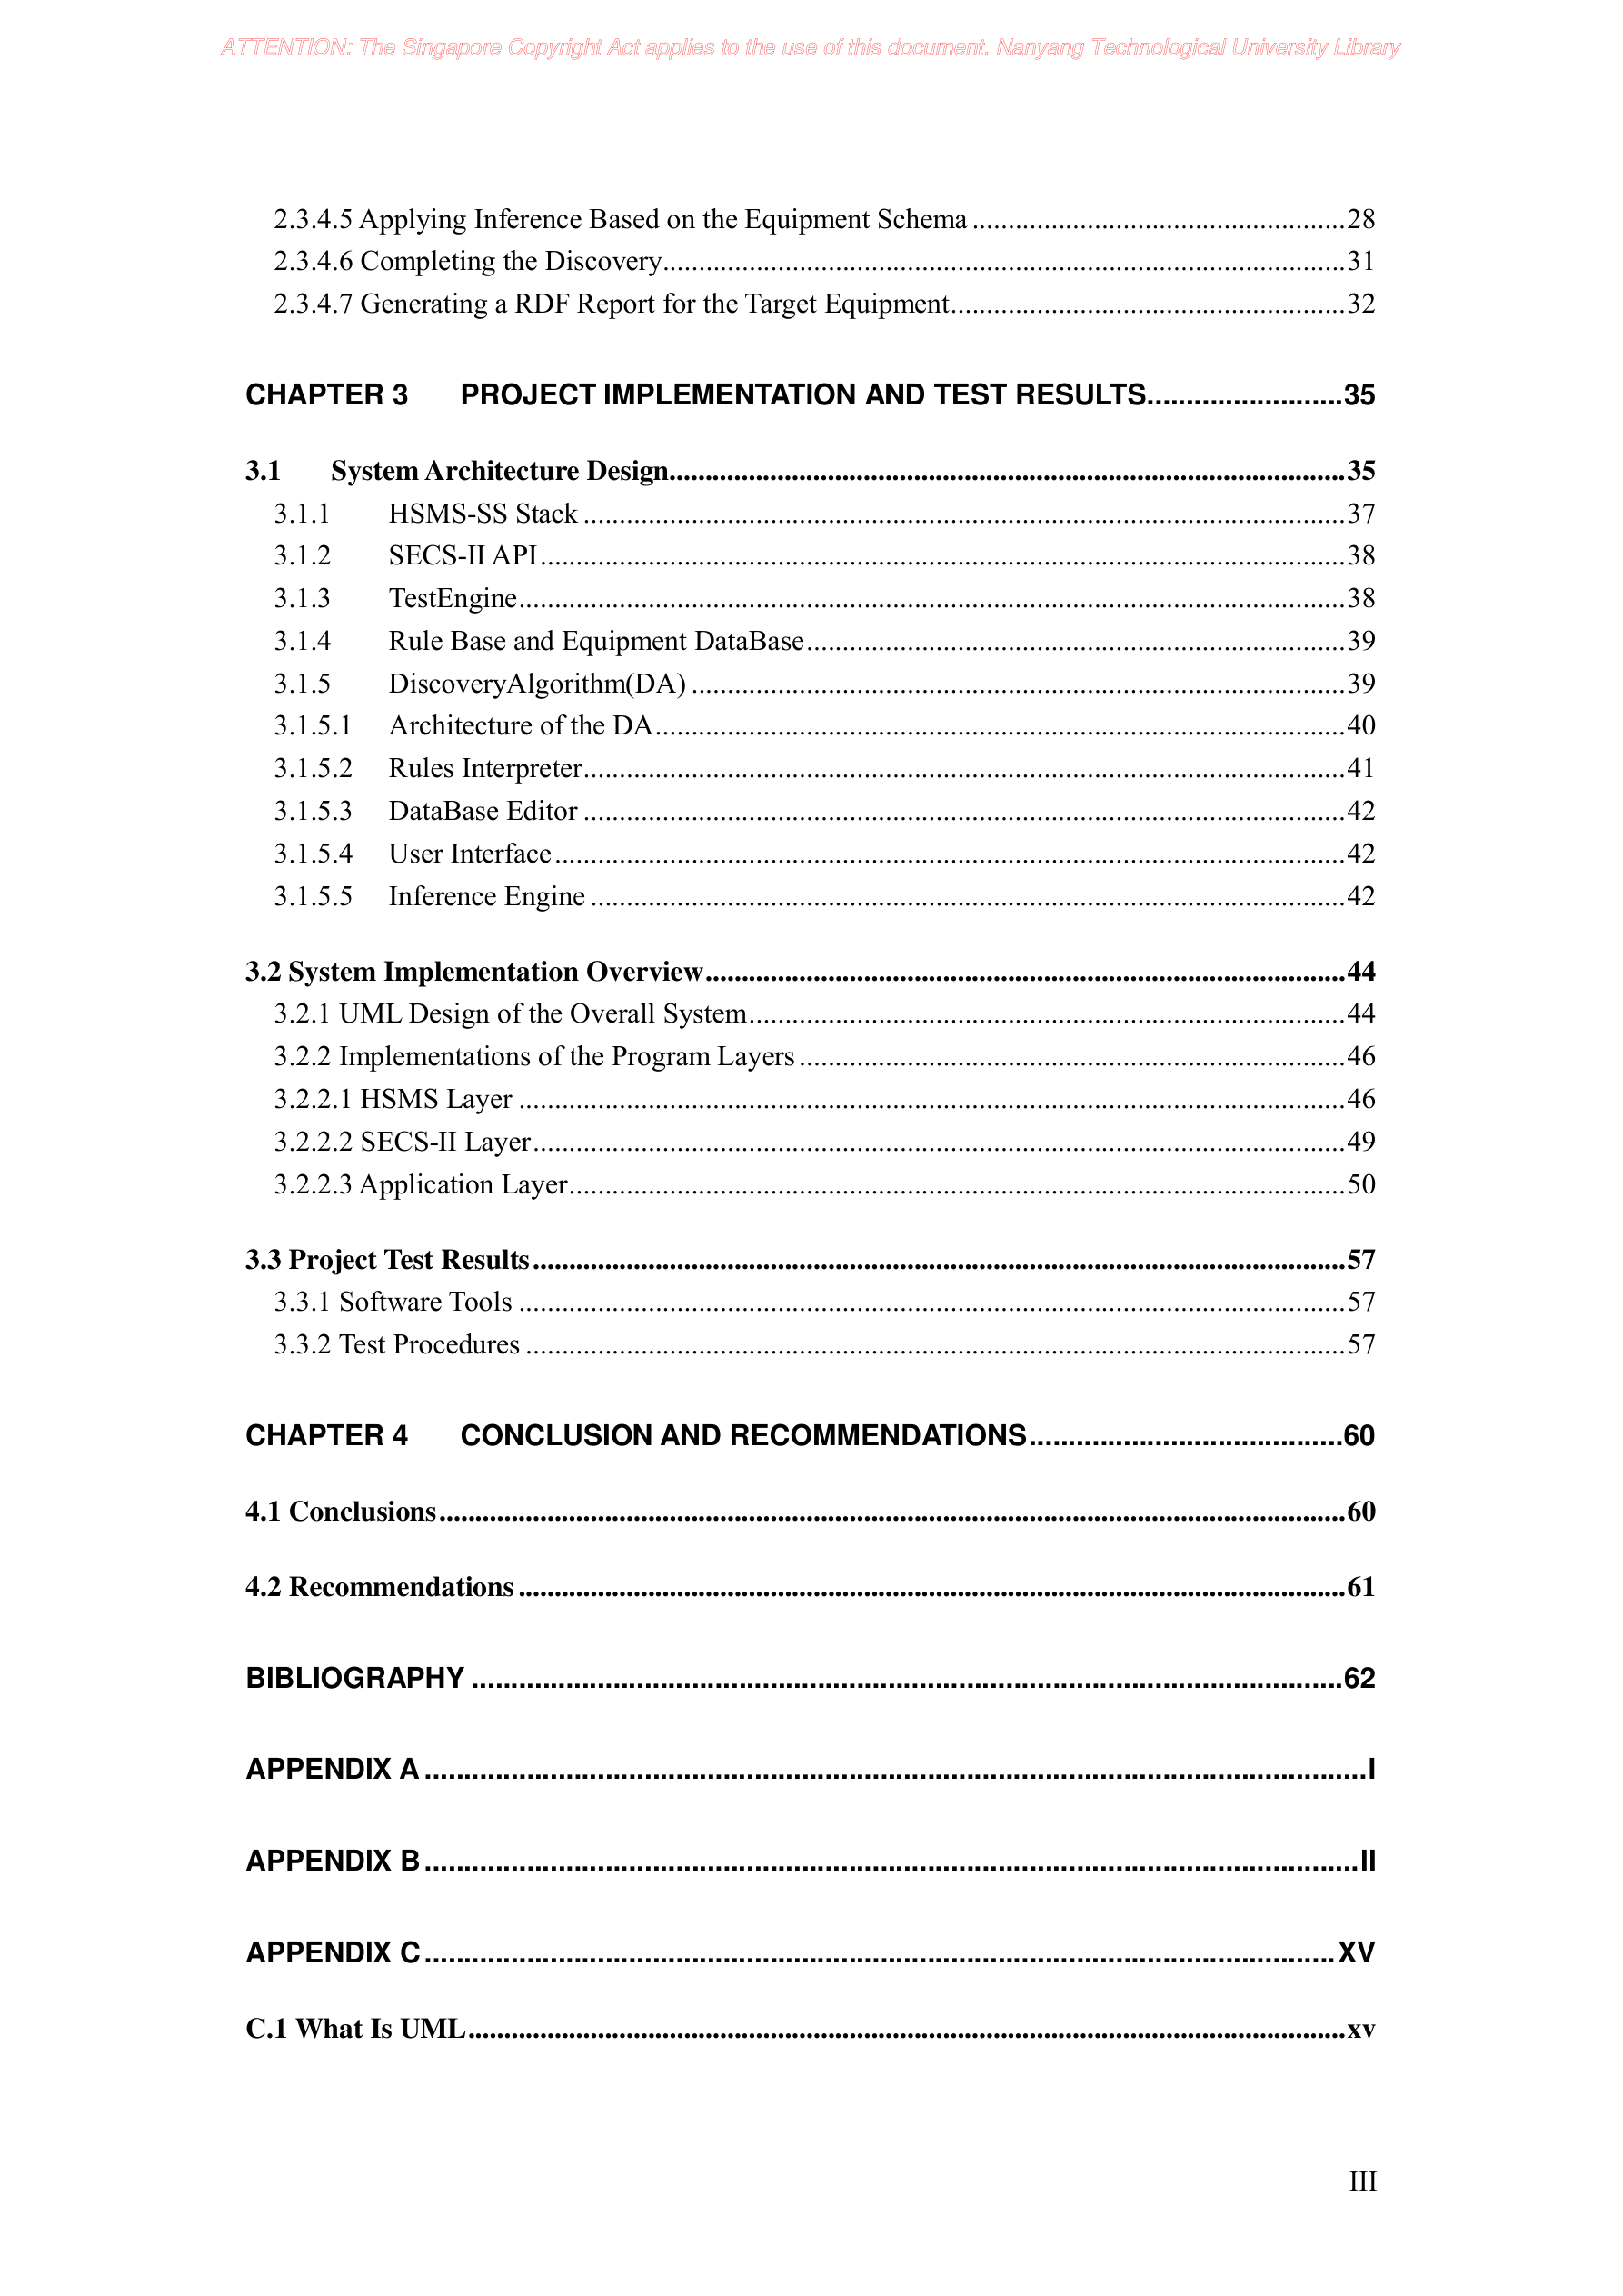 ATTENTION: The Singapore Copyright Act applies to the use of this document. Nanyang Technological University Library
2.3.4.5 Applying Inference Based on the Equipment Schema....................................................28
2.3.4.6 Completing the Discovery................................................................................................31
2.3.4.7 Generating a RDF Report for the Target Equipment........................................................32
CHAPTER 3 PROJECT IMPLEMENTATION AND TEST RESULTS.........................35
3.1 System Architecture Design..............................................................................................35
3.1.1 HSMS-SS Stack...........................................................................................................37
3.1.2 SECS-II API.................................................................................................................38
3.1.3 TestEngine....................................................................................................................38
3.1.4 Rule Base and Equipment DataBase............................................................................39
3.1.5 DiscoveryAlgorithm(DA)............................................................................................39
3.1.5.1 Architecture of the DA.................................................................................................40
3.1.5.2 Rules Interpreter...........................................................................................................41
3.1.5.3 DataBase Editor...........................................................................................................42
3.1.5.4 User Interface...............................................................................................................42
3.1.5.5 Inference Engine..........................................................................................................42
3.2 System Implementation Overview.........................................................................................44
3.2.1 UML Design of the Overall System....................................................................................44
3.2.2 Implementations of the Program Layers.............................................................................46
3.2.2.1 HSMS Layer....................................................................................................................46
3.2.2.2 SECS-II Layer..................................................................................................................49
3.2.2.3 Application Layer.............................................................................................................50
3.3 Project Test Results.................................................................................................................57
3.3.1 Software Tools....................................................................................................................57
3.3.2 Test Procedures...................................................................................................................57
CHAPTER 4 CONCLUSION AND RECOMMENDATIONS........................................60
4.1 Conclusions..............................................................................................................................60
4.2 Recommendations...................................................................................................................61
BIBLIOGRAPHY................................................................................................................62
APPENDIX A.........................................................................................................................I
APPENDIX B........................................................................................................................II
APPENDIX C.....................................................................................................................XV
C.1 What Is UML..........................................................................................................................xv
III